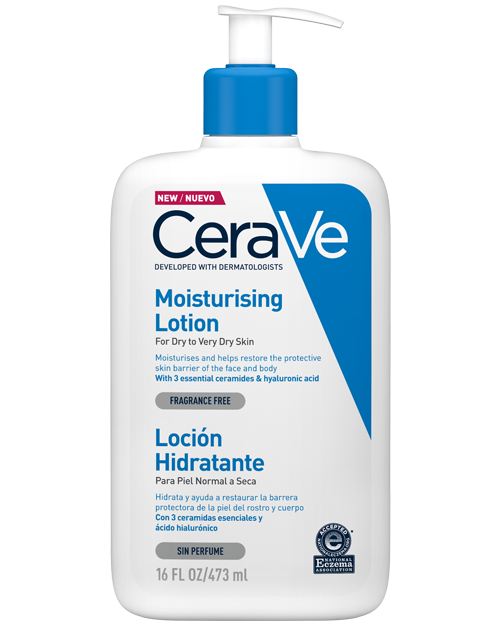 NEW / NUEVO
CeraVe
DEVELOPED WITH DERMATOLOGISTS
Moisturising
Lotion
For Dry to Very Dry Skin
Moisturises and helps restore the protective
skin barrier of the face and body
With 3 essential ceramides & hyaluronic acid
FRAGRANCE FREE
Loción
Hidratante
Para Piel Normal a Seca
Hidrata y ayuda a restaurar la barrera
protectora de la piel del rostro y cuerpo
Con 3 ceramidas esenciales y
ácido hialurónico
SIN PERFUME
16 FL OZ/473 ml
ACCEPTED
e
NATIONAL
Eczema
ASSOCIATION